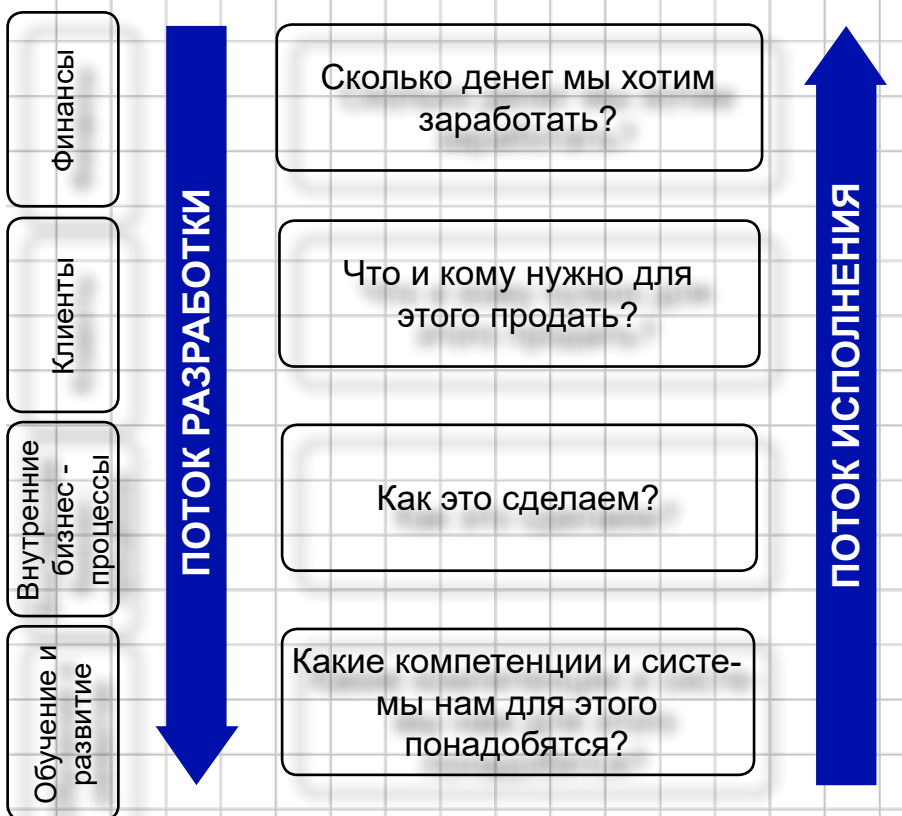 Финансы
ПОТОК РАЗРАБОТКИ
Сколько денег мы хотим
заработать?
ПОТОК ИСПОЛНЕНИЯ
Клиенты
Что и кому нужно для
этого продать?
Внутренние
бизнес -
процессы
Как это сделаем?
Обучение и
развитие
Какие компетенции и систе-
мы нам для этого
понадобятся?